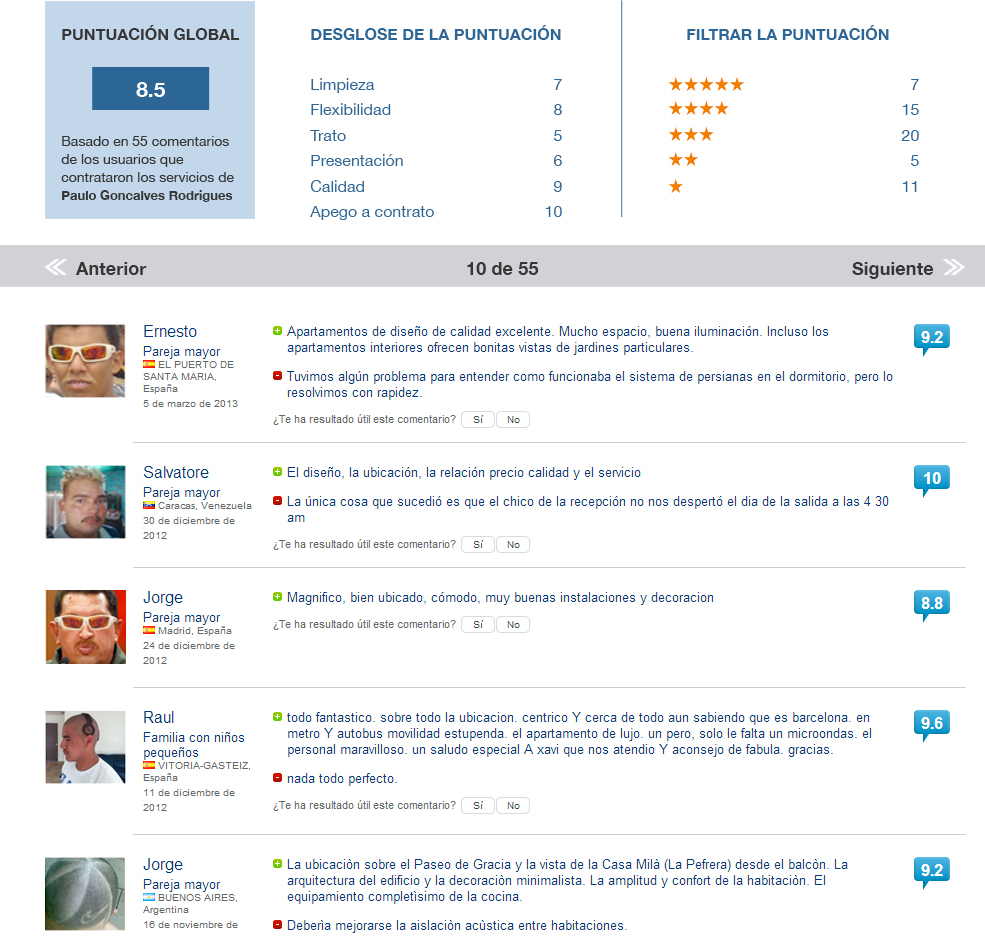 PUNTUACIÓN GLOBAL
8.5
Basado en 55 comentarios
de los usuarios que
contrataron los servicios de
Paulo Goncalves Rodrigues
DESGLOSE DE LA PUNTUACIÓN
Limpieza 7
Flexibilidad 8
Trato 5
Presentación 6
Calidad 9
Apego a contrato 10
FILTRAR LA PUNTUACIÓN
7
15
20
5
11
Anterior
10 de 55
Siguiente
Ernesto
Pareja mayor
EL PUERTO DE
SANTA MARIA,
España
5 de marzo de 2013
Apartamentos de diseño de calidad excelente. Mucho espacio, buena iluminación. Incluso los
apartamentos interiores ofrecen bonitas vistas de jardines particulares.
Tuvimos algún problema para entender como funcionaba el sistema de persianas en el dormitorio, pero lo
resolvimos con rapidez.
¿Te ha resultado útil este comentario? Sí No
9.2
Salvatore
Pareja mayor
Caracas, Venezuela
30 de diciembre de
2012
El diseño, la ubicación, la relación precio calidad y el servicio
La única cosa que sucedió es que el chico de la recepción no nos despertó el dia de la salida a las 4 30
am
¿Te ha resultado útil este comentario? Sí No
10
Jorge
Pareja mayor
Madrid, España
24 de diciembre de
2012
Magnifico, bien ubicado, cómodo, muy buenas instalaciones y decoracion
¿Te ha resultado útil este comentario? Sí No
8.8
Raul
Familia con niños
pequeños
VITORIA-GASTEIZ,
España
11 de diciembre de
2012
todo fantastico. sobre todo la ubicacion. centrico Y cerca de todo aun sabiendo que es barcelona. en
metro Y autobus movilidad estupenda. el apartamento de lujo. un pero, solo le falta un microondas. el
personal maravilloso. un saludo especial A xavi que nos atendio Y aconsejo de fabula. gracias.
nada todo perfecto.
¿Te ha resultado útil este comentario? Sí No
9.6
Jorge
Pareja mayor
BUENOS AIRES,
Argentina
16 de noviembre de
La ubicaciòn sobre el Paseo de Gracia y la vista de la Casa Milà (La Pefrera) desde el balcòn. La
arquitectura del edificio y la decoraciòn minimalista. La amplitud y confort de la habitaciòn. El
equipamiento completìsimo de la cocina.
Deberìa mejorarse la aislaciòn acùstica entre habitaciones.
9.2